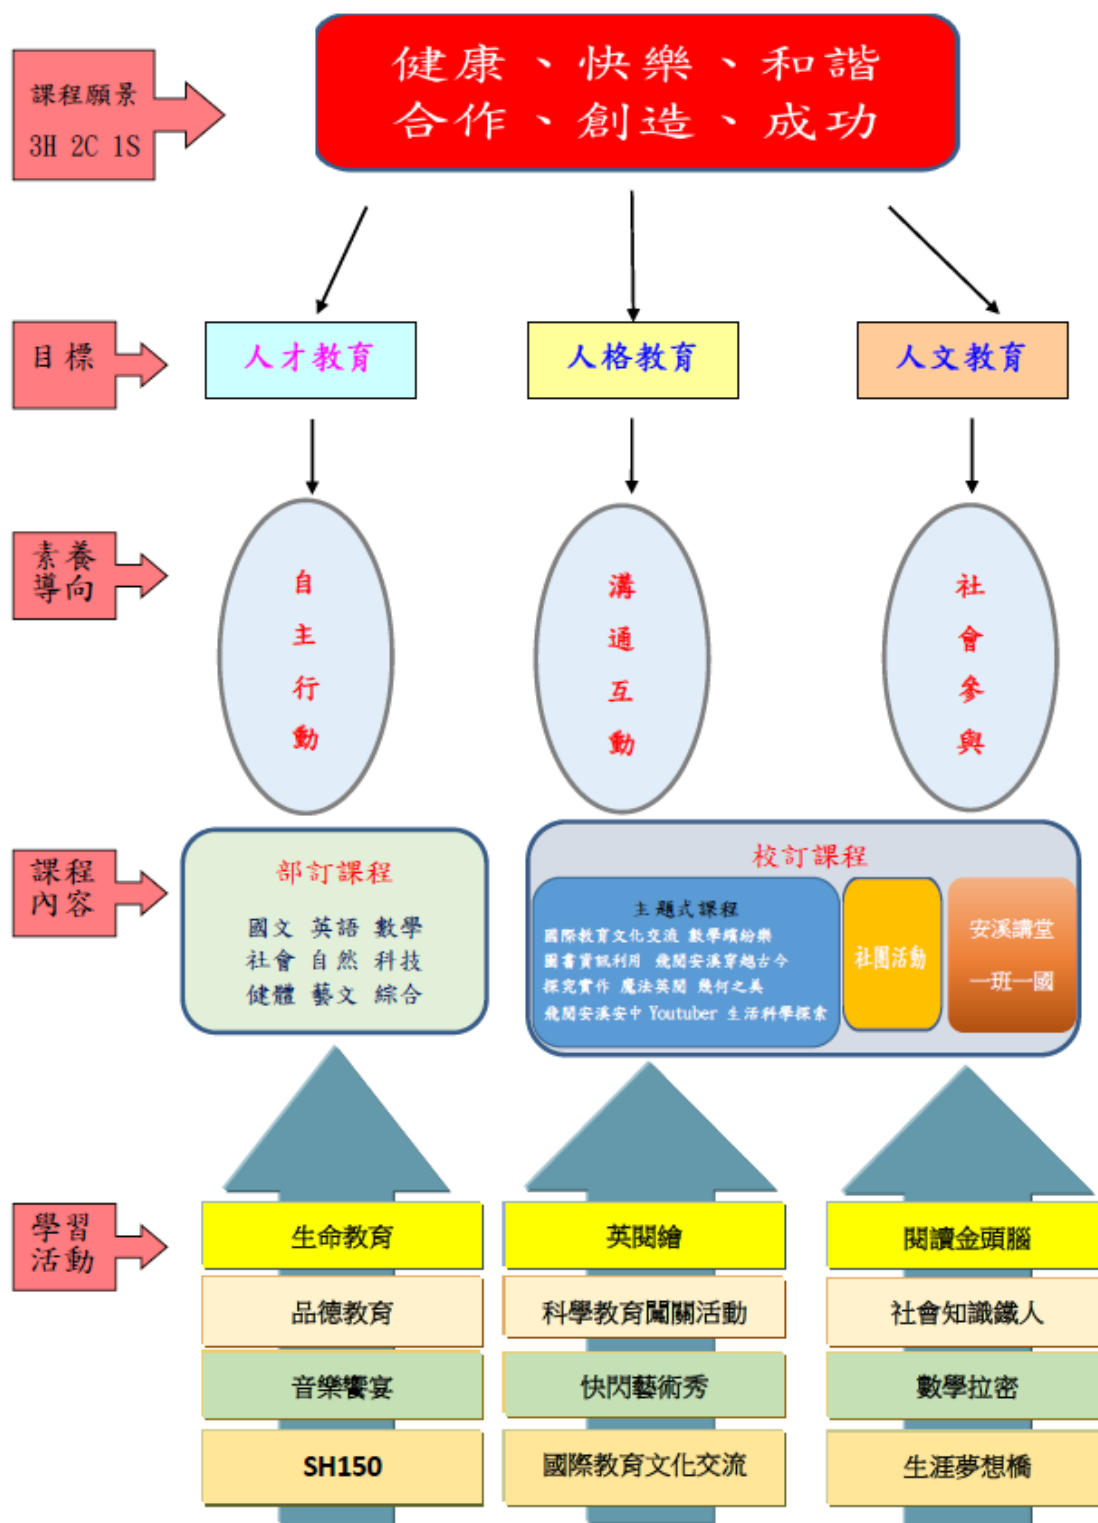 課程願景
3H 2C 1S
健康、快樂、和諧
合作、創造、成功
目標
人才教育
人格教育
人文教育
素養
導向
自主行動
溝通互動
社會參與
課程
內容
部訂課程
國文 英語 數學
社會 自然 科技
健體 藝文 綜合
校訂課程
主題式課程
國際教育文化交流 數學繽紛樂
圖書資訊利用 飛閱安溪穿越古今
探究實作 魔法英閱 幾何之美
飛閱安溪安中 Youtuber 生活科學探索
社團活動
安溪講堂
一班一國
學習
活動
生命教育
英閱繪
閱讀金頭腦
品德教育
科學教育闖關活動
社會知識鐵人
音樂饗宴
快閃藝術秀
數學拉密
SH150
國際教育文化交流
生涯夢想橋